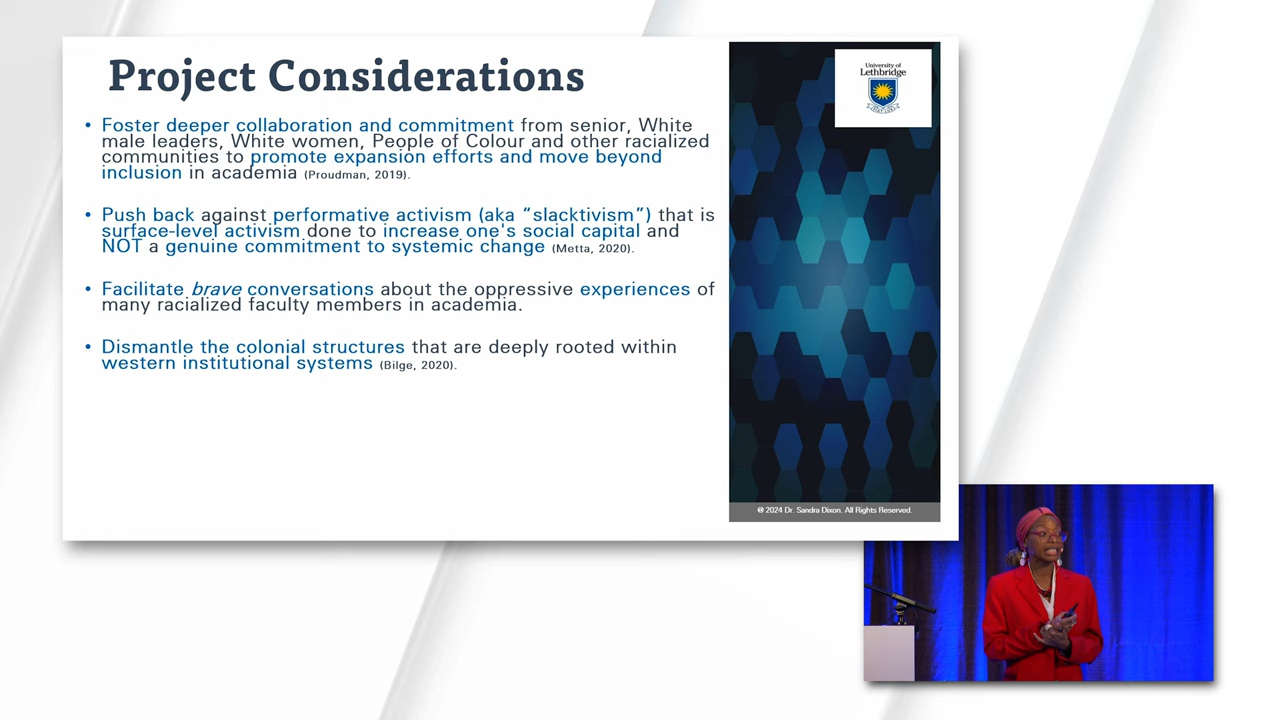 Project Considerations
• Foster deeper collaboration and commitment from senior, White
male leaders, White women, People of Colour and other racialized
communities to promote expansion efforts and move beyond
inclusion in academia (Proudman, 2019).
• Push back against performative activism (aka “slacktivism”) that is
surface-level activism done to increase one's social capital and
NOT a genuine commitment to systemic change (Metta, 2020).
• Facilitate brave conversations about the oppressive experiences of
many racialized faculty members in academia.
• Dismantle the colonial structures that are deeply rooted within
western institutional systems (Bilge, 2020).
University of
Lethbridge
@ 2024 Dr. Sandra Dixon. All Rights Reserved.